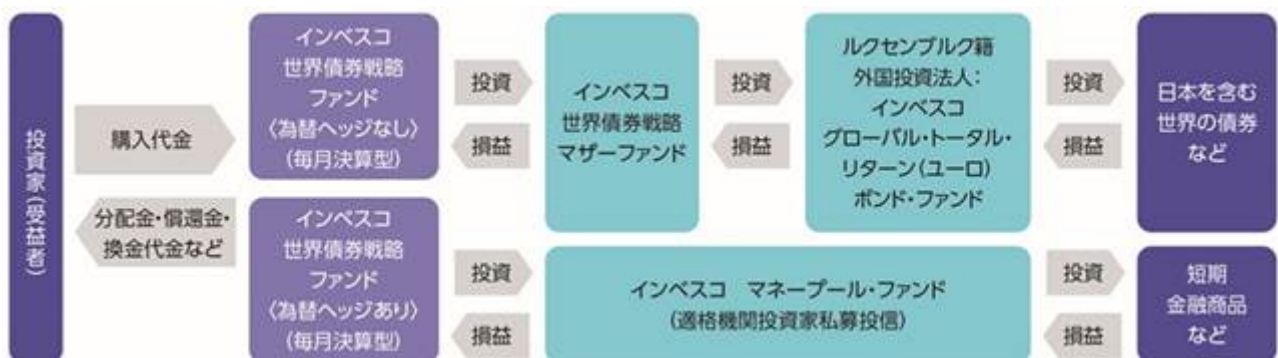 投資家(受益者)
購入代金
分配金・償還金・
換金代金など
インベスコ
世界債券戦略
ファンド
〈為替ヘッジなし〉
(毎月決算型)
インベスコ
世界債券戦略
ファンド
〈為替ヘッジあり〉
(毎月決算型)
投資
損益
インベスコ
世界債券戦略
マザーファンド
投資
損益
ルクセンブルク籍
外国投資法人：
インベスコ
グローバル・トータル・
リターン(ユーロ)
ボンド・ファンド
投資
損益
日本を含む
世界の債券
など
投資
損益
インベスコ　マネープール・ファンド
(適格機関投資家私募投信)
投資
損益
短期
金融商品
など